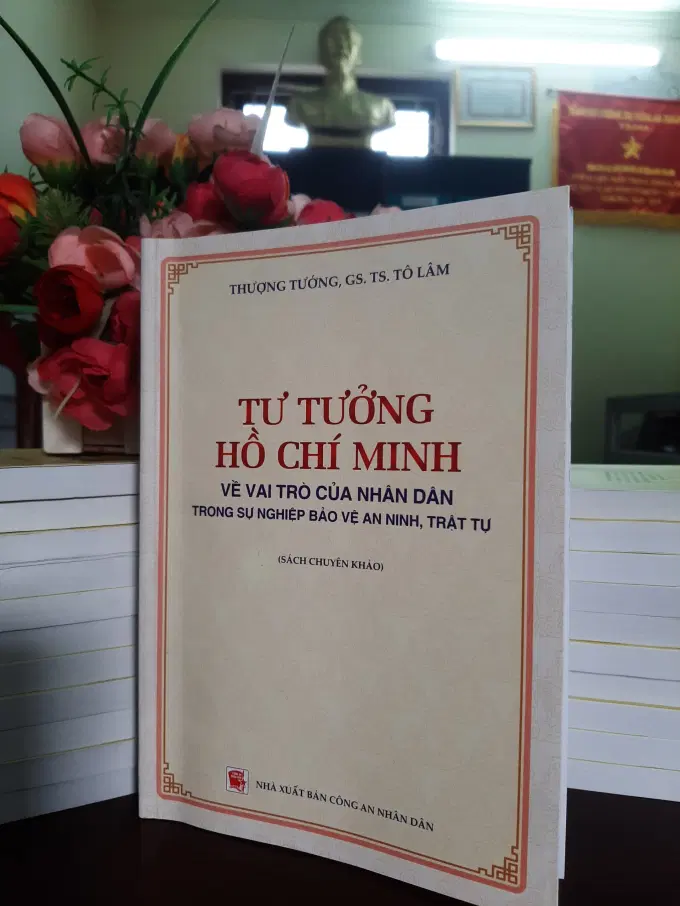 THƯỢNG TƯỚNG, GS. TS. TÔ LÂM
TƯ TƯỞNG
HỒ CHÍ MINH
VỀ VAI TRÒ CỦA NHÂN DÂN
TRONG SỰ NGHIỆP BẢO VỆ AN NINH, TRẬT TỰ
(SÁCH CHUYÊN KHẢO)
NHÀ XUẤT BẢN CÔNG AN NHÂN DÂN